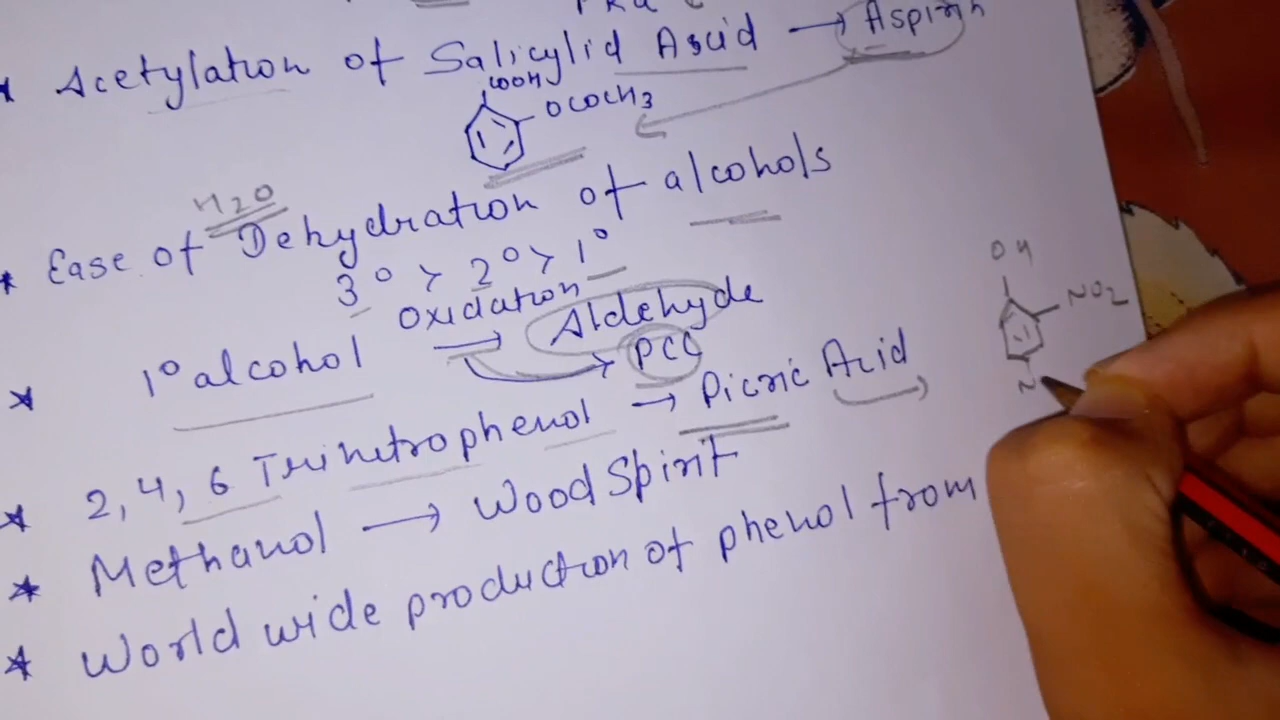 * Acetylation of Salicylid Ascid → Aspirin
COOH
OCOCH3
H2O
* Ease of Dehydration of alcohols
3° > 2° > 1°
Oxidation
* 1° alcohol → Aldehyde
PCC
* 2, 4, 6 Trinitrophenol → Picric Acid
OH
NO2
N
* Methanol → Wood Spirit
* World wide production of phenol from